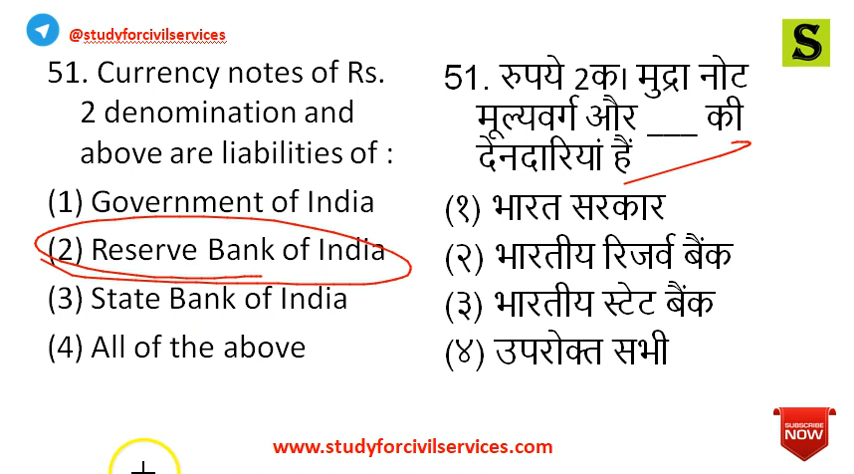 @studyforcivilservices
S
51. Currency notes of Rs.
2 denomination and
above are liabilities of :
(1) Government of India
(2) Reserve Bank of India
(3) State Bank of India
(4) All of the above
51. रुपये 2क। मुद्रा नोट
मूल्यवर्ग और ___ की
देनदारियां हैं
(१) भारत सरकार
(२) भारतीय रिजर्व बैंक
(३) भारतीय स्टेट बैंक
(४) उपरोक्त सभी
www.studyforcivilservices.com
SUBSCRIBE
NOW